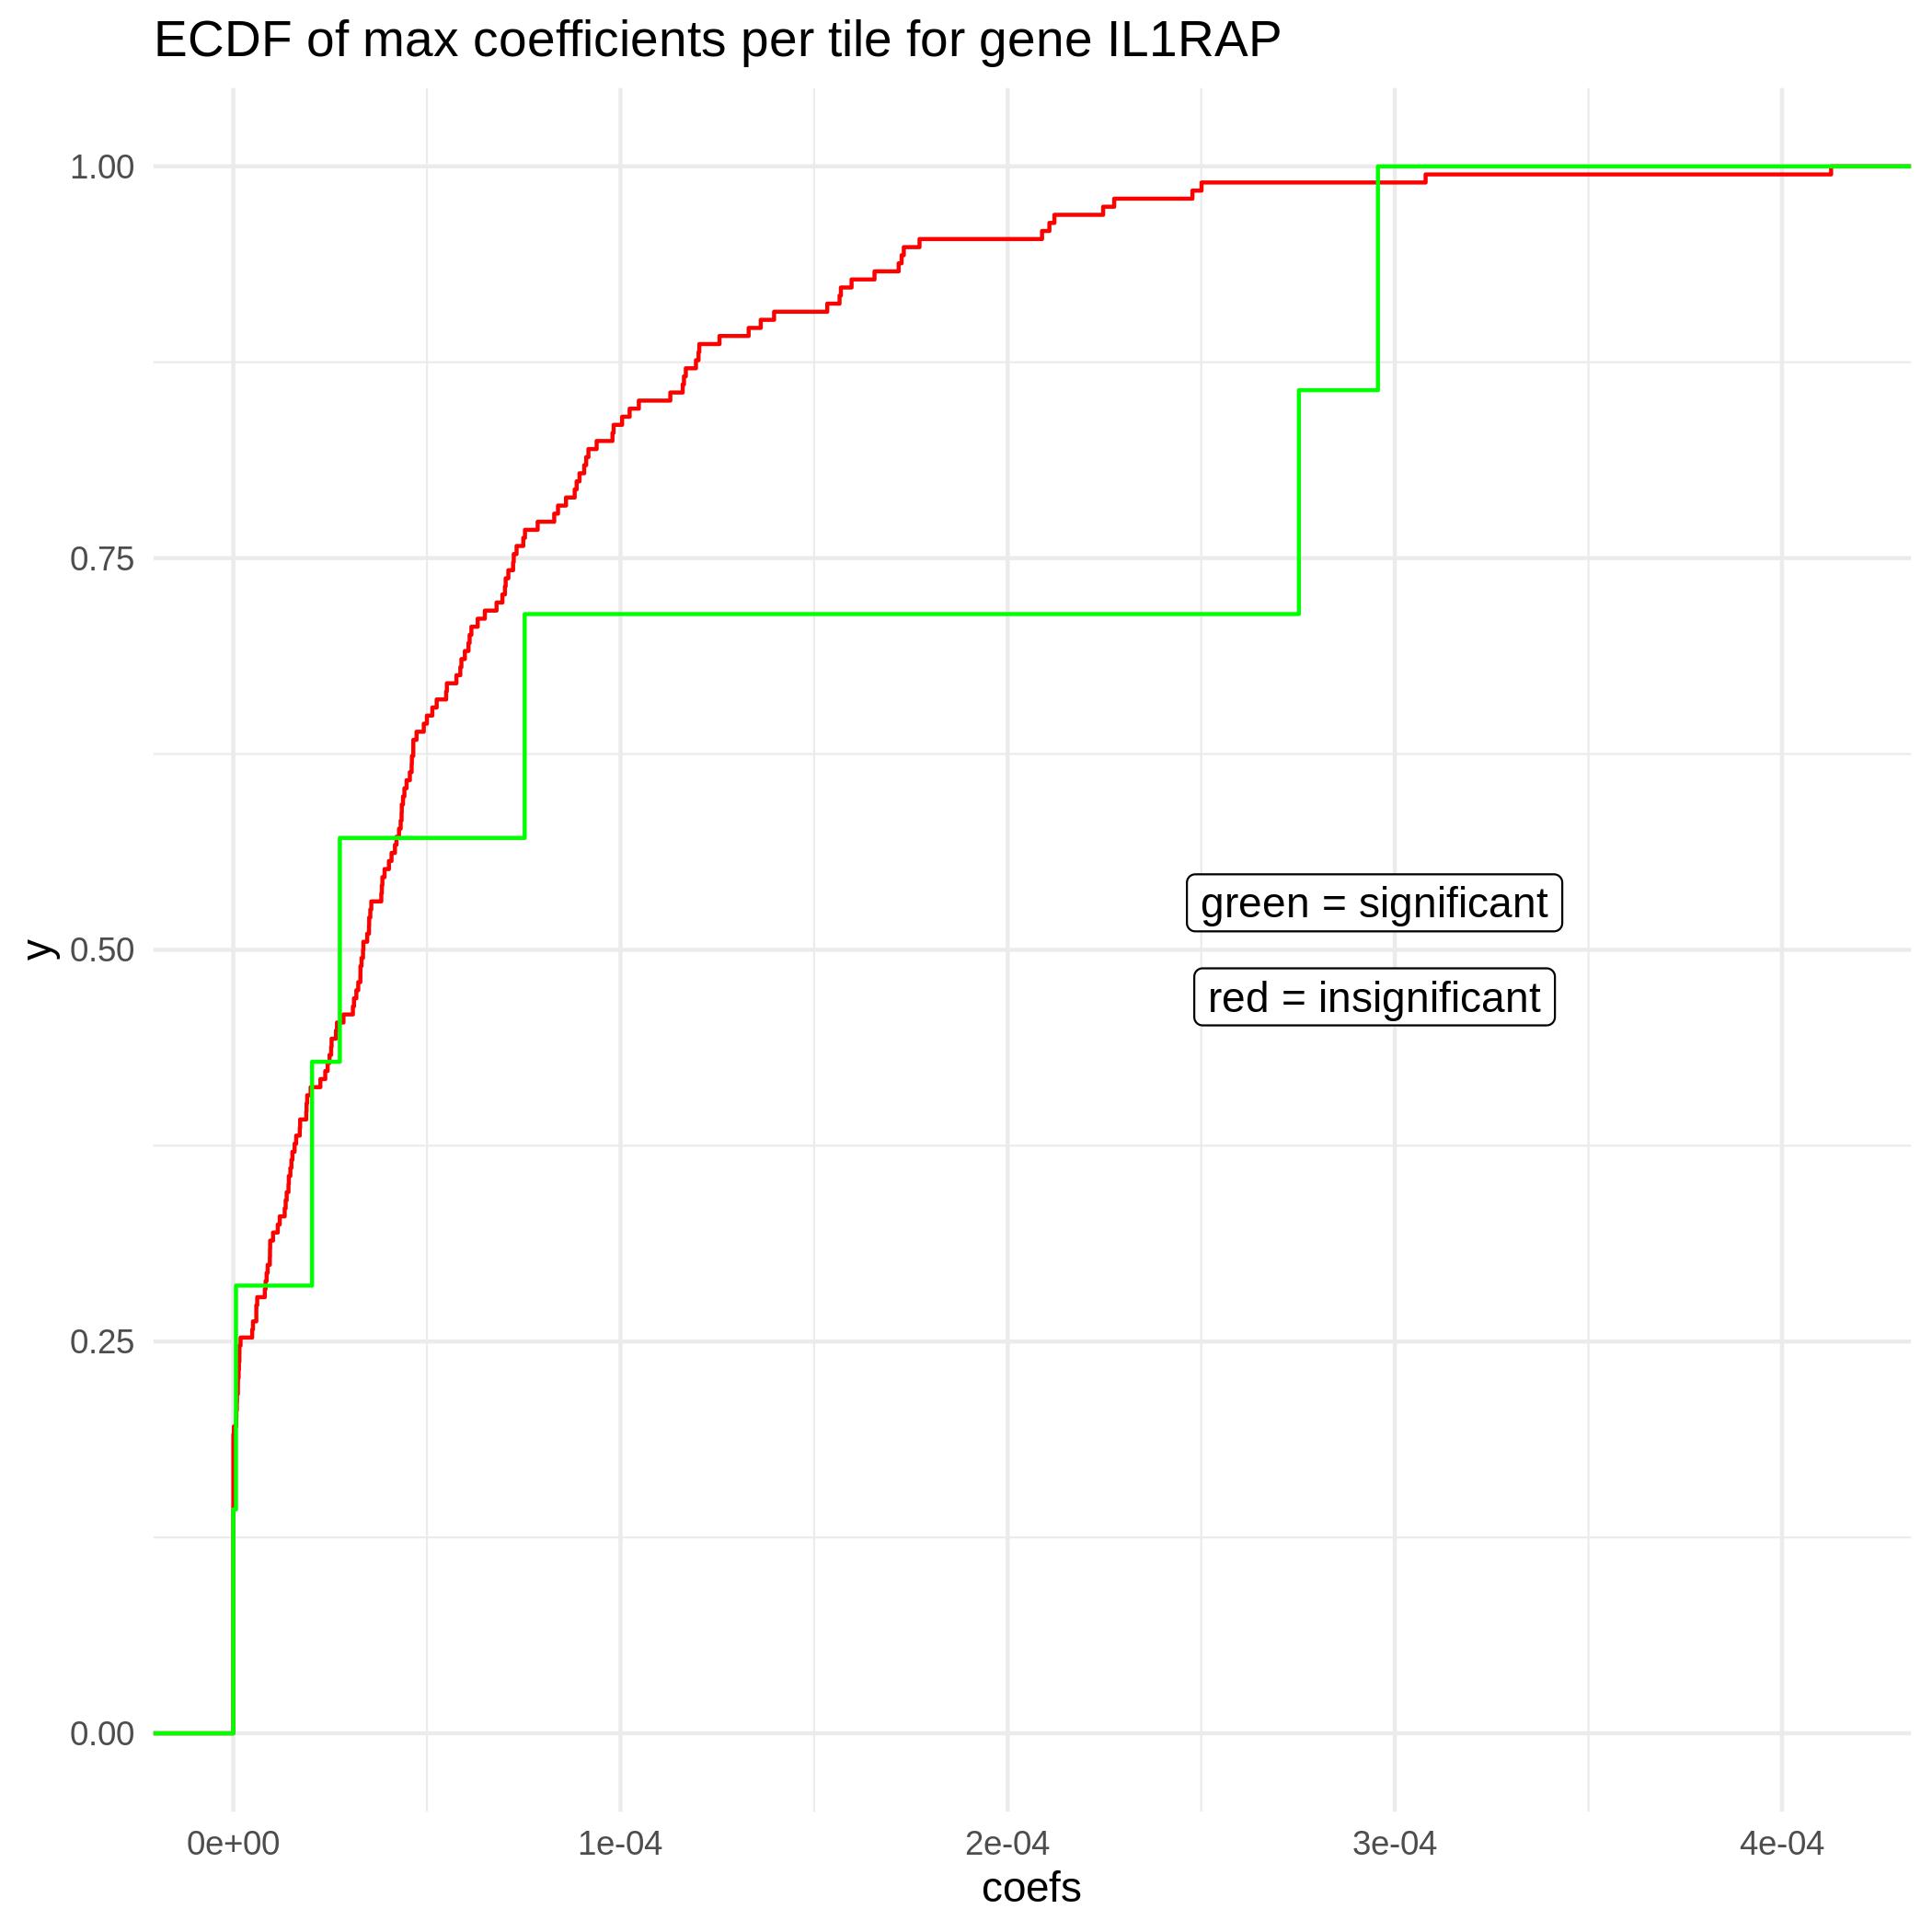 ECDF of max coefficients per tile for gene IL1RAP
1.00
0.75
0.50
0.25
0.00
y
green = significant
red = insignificant
0e+00 1e-04 2e-04 3e-04 4e-04
coefs